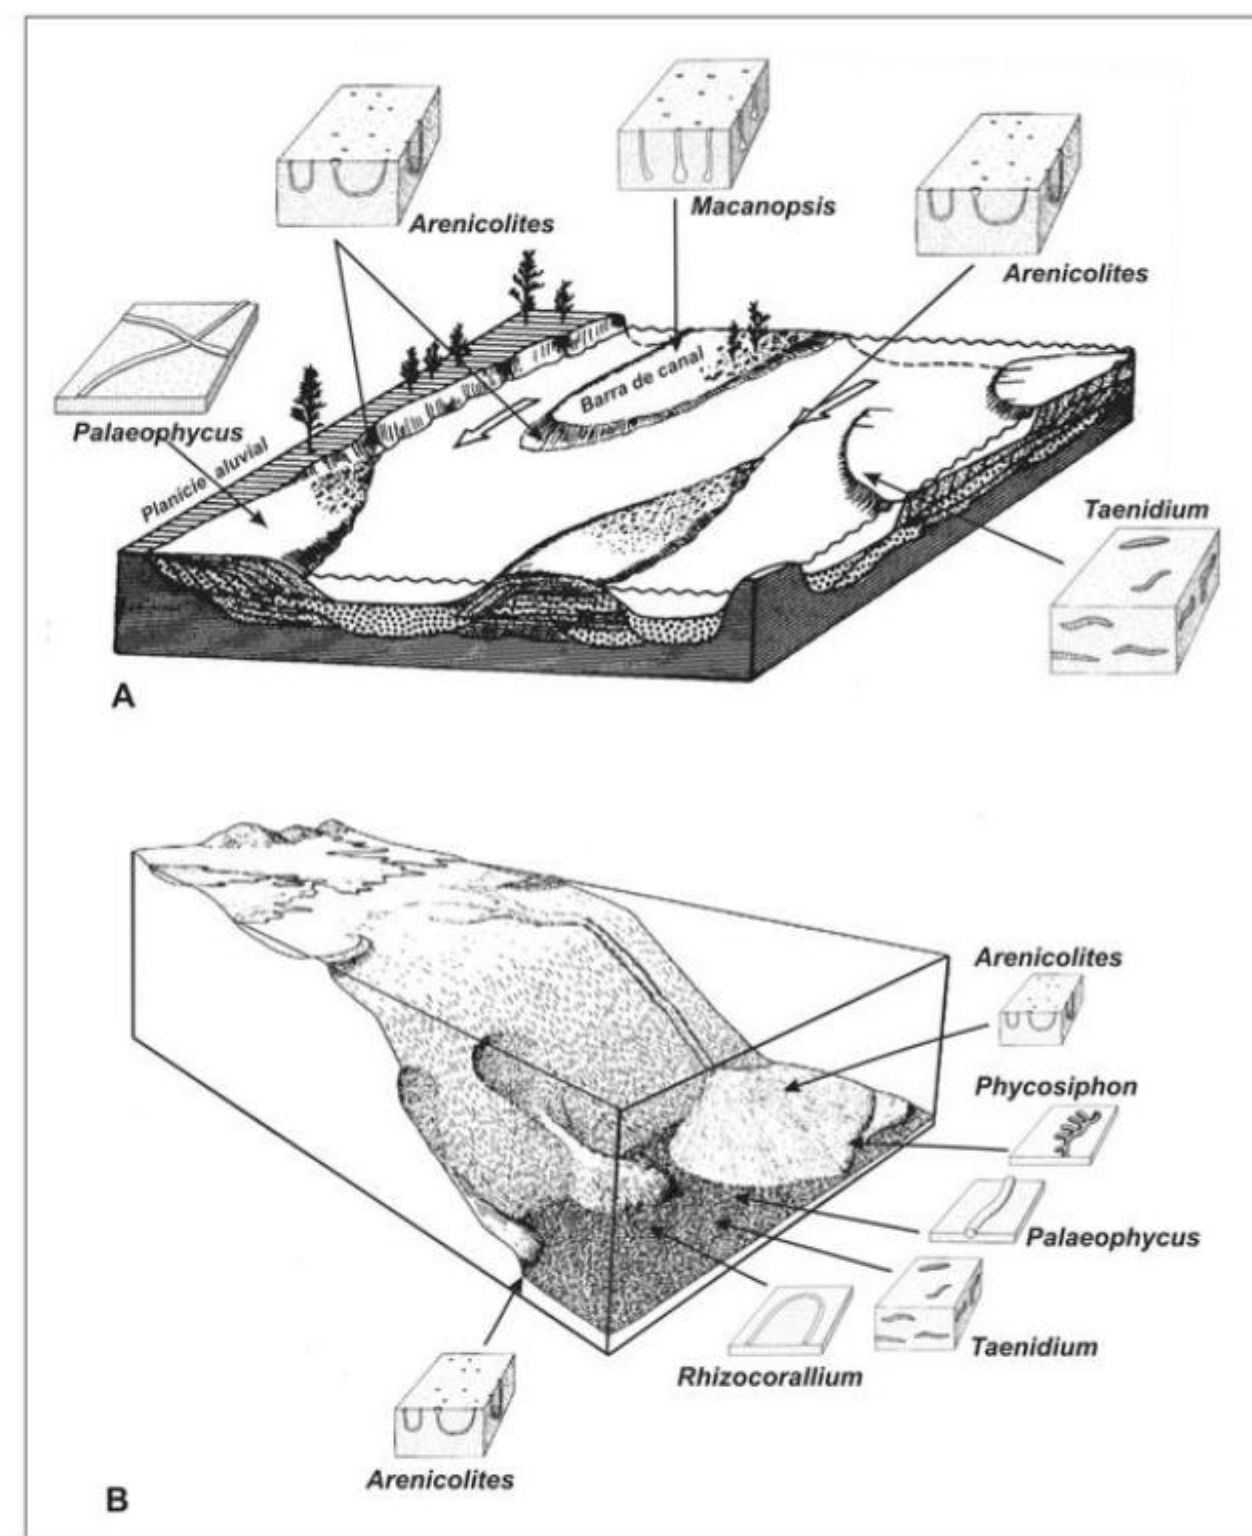 Arenicolites
Macanopsis
Arenicolites
Palaeophycus
Planicie aluvial
Barra de canal
Taenidium
A
Arenicolites
Phycosiphon
Palaeophycus
Taenidium
Rhizocorallium
Arenicolites
B